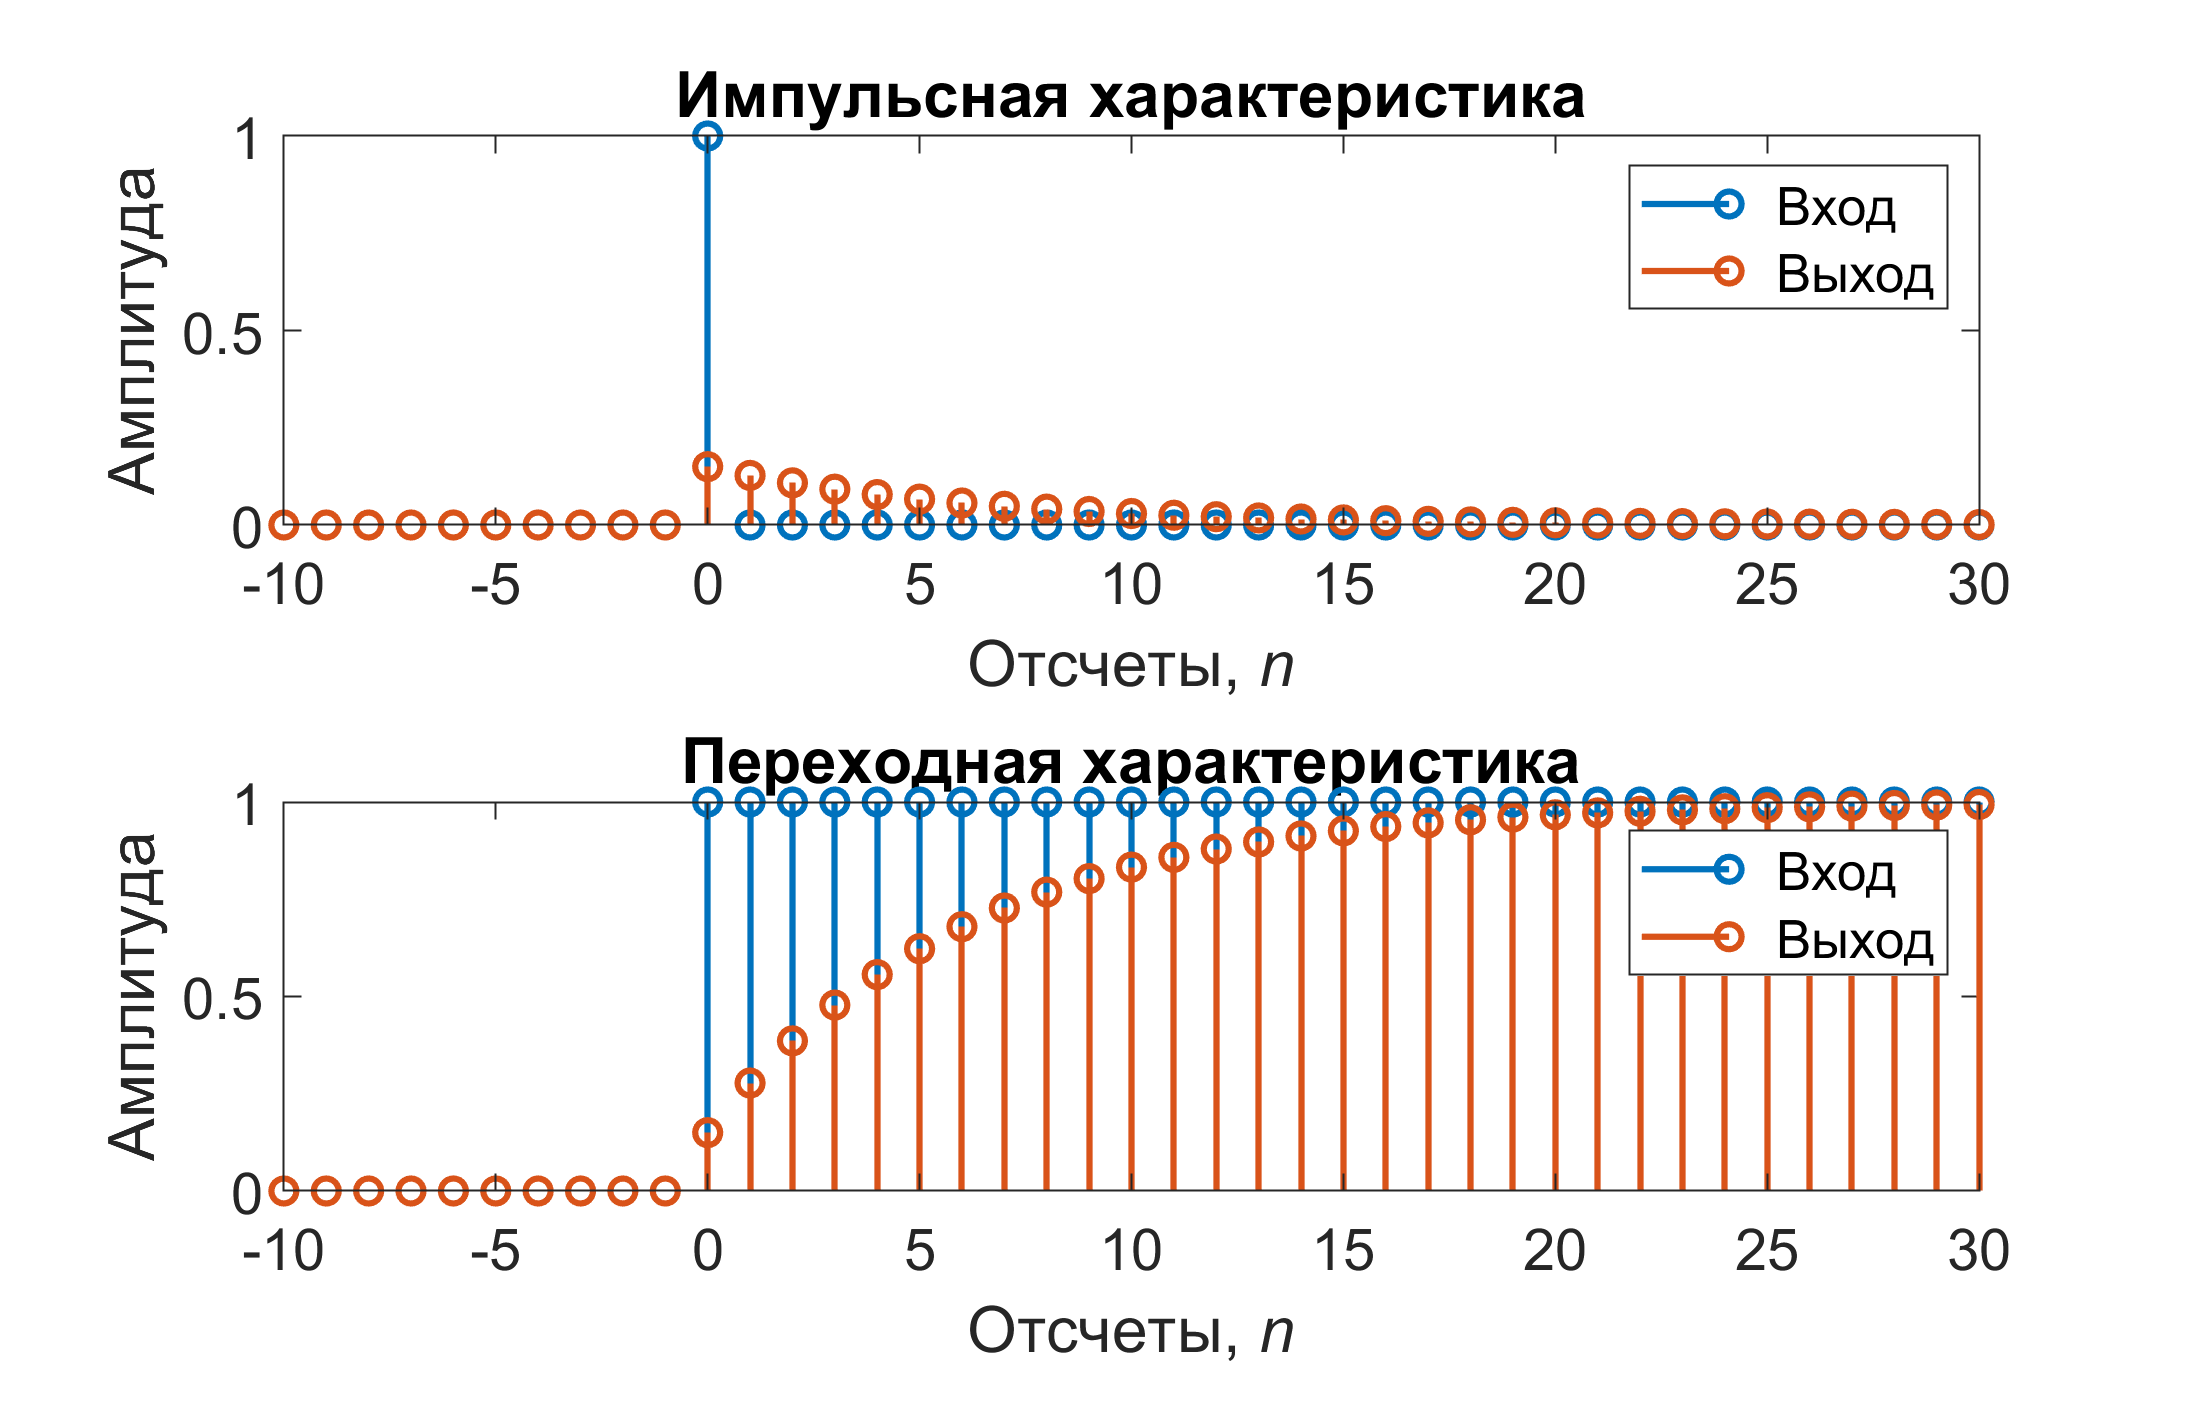 Импульсная характеристика
Амплитуда
1
0.5
0
-10 -5 0 5 10 15 20 25 30
Отсчеты, n
Вход
Выход
Переходная характеристика
Амплитуда
1
0.5
0
-10 -5 0 5 10 15 20 25 30
Отсчеты, n
Вход
Выход